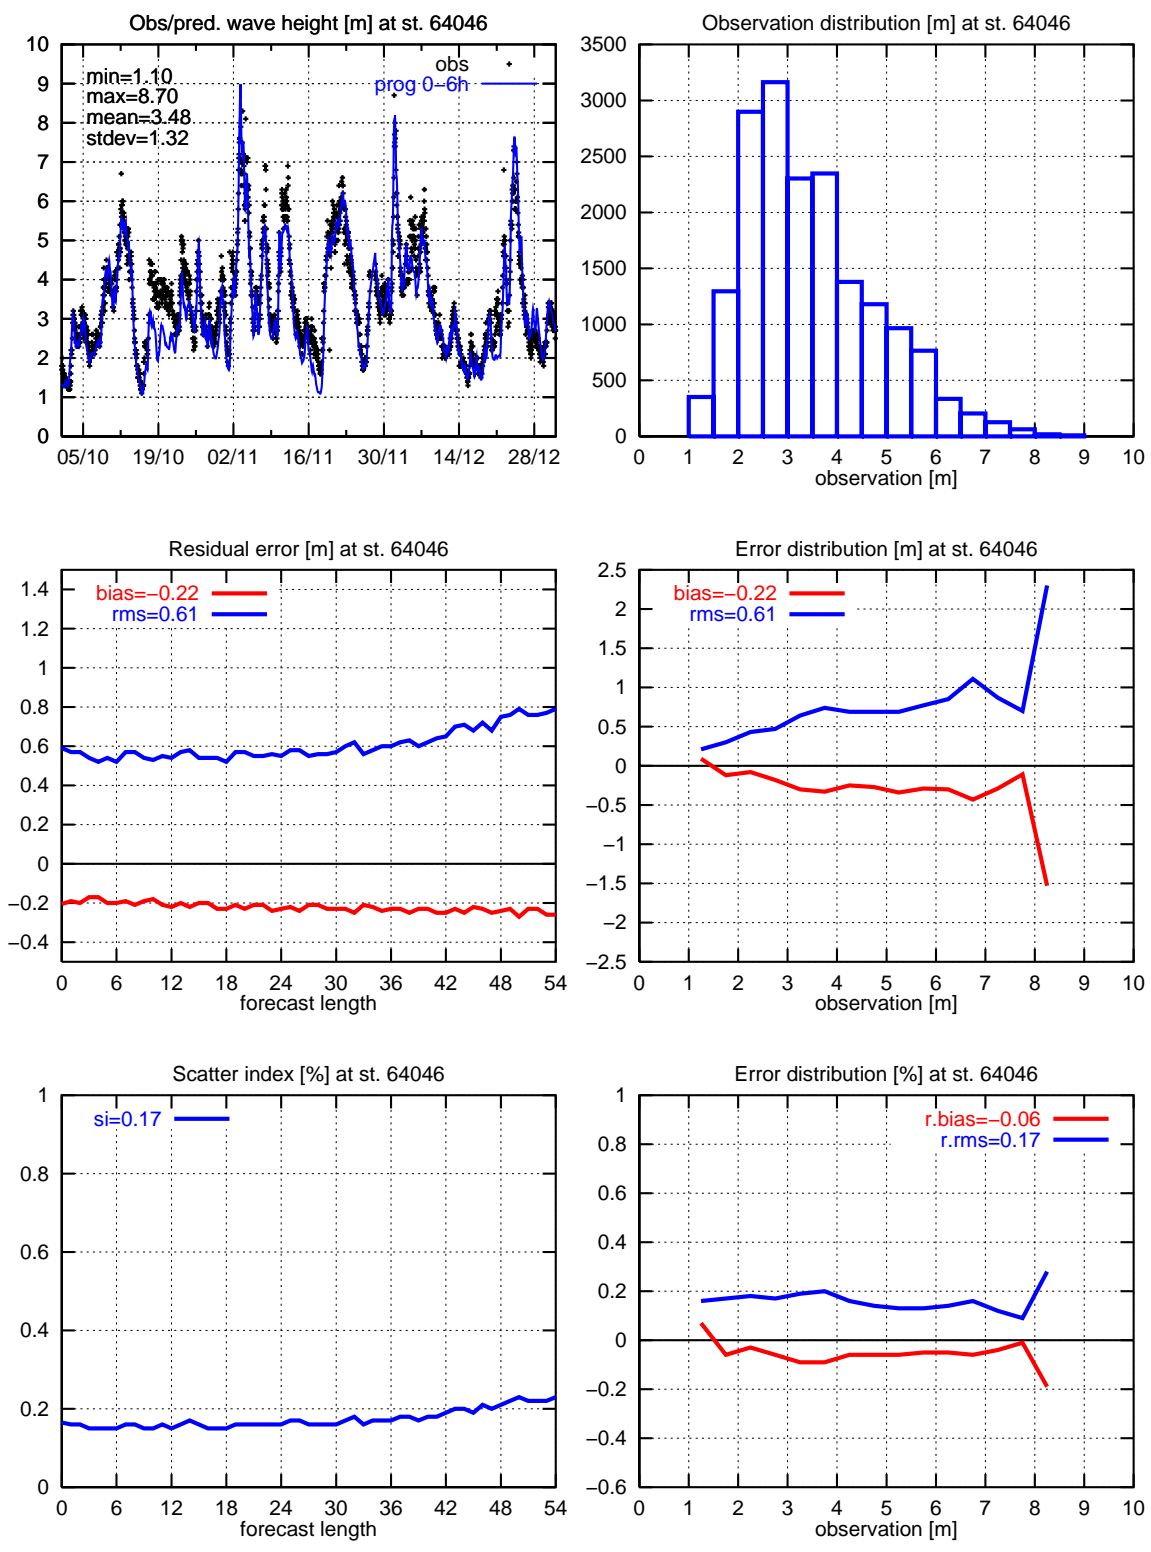 Obs/pred. wave height [m] at st. 64046
10
9
8
7
6
5
4
3
2
1
0
min=1.10
max=8.70
mean=3.48
stdev=1.32
obs
prog 0−6h
05/10 19/10 02/11 16/11 30/11 14/12 28/12
Observation distribution [m] at st. 64046
3500
3000
2500
2000
1500
1000
500
0
0 1 2 3 4 5 6 7 8 9 10
observation [m]
Residual error [m] at st. 64046
1.4
1.2
1
0.8
0.6
0.4
0.2
0
−0.2
−0.4
bias=−0.22
rms=0.61
0 6 12 18 24 30 36 42 48 54
forecast length
Error distribution [m] at st. 64046
2.5
2
1.5
1
0.5
0
−0.5
−1
−1.5
−2
−2.5
bias=−0.22
rms=0.61
0 1 2 3 4 5 6 7 8 9 10
observation [m]
Scatter index [%] at st. 64046
1
0.8
0.6
0.4
0.2
0
si=0.17
0 6 12 18 24 30 36 42 48 54
forecast length
Error distribution [%] at st. 64046
1
0.8
0.6
0.4
0.2
0
−0.2
−0.4
−0.6
r.bias=−0.06
r.rms=0.17
0 1 2 3 4 5 6 7 8 9 10
observation [m]